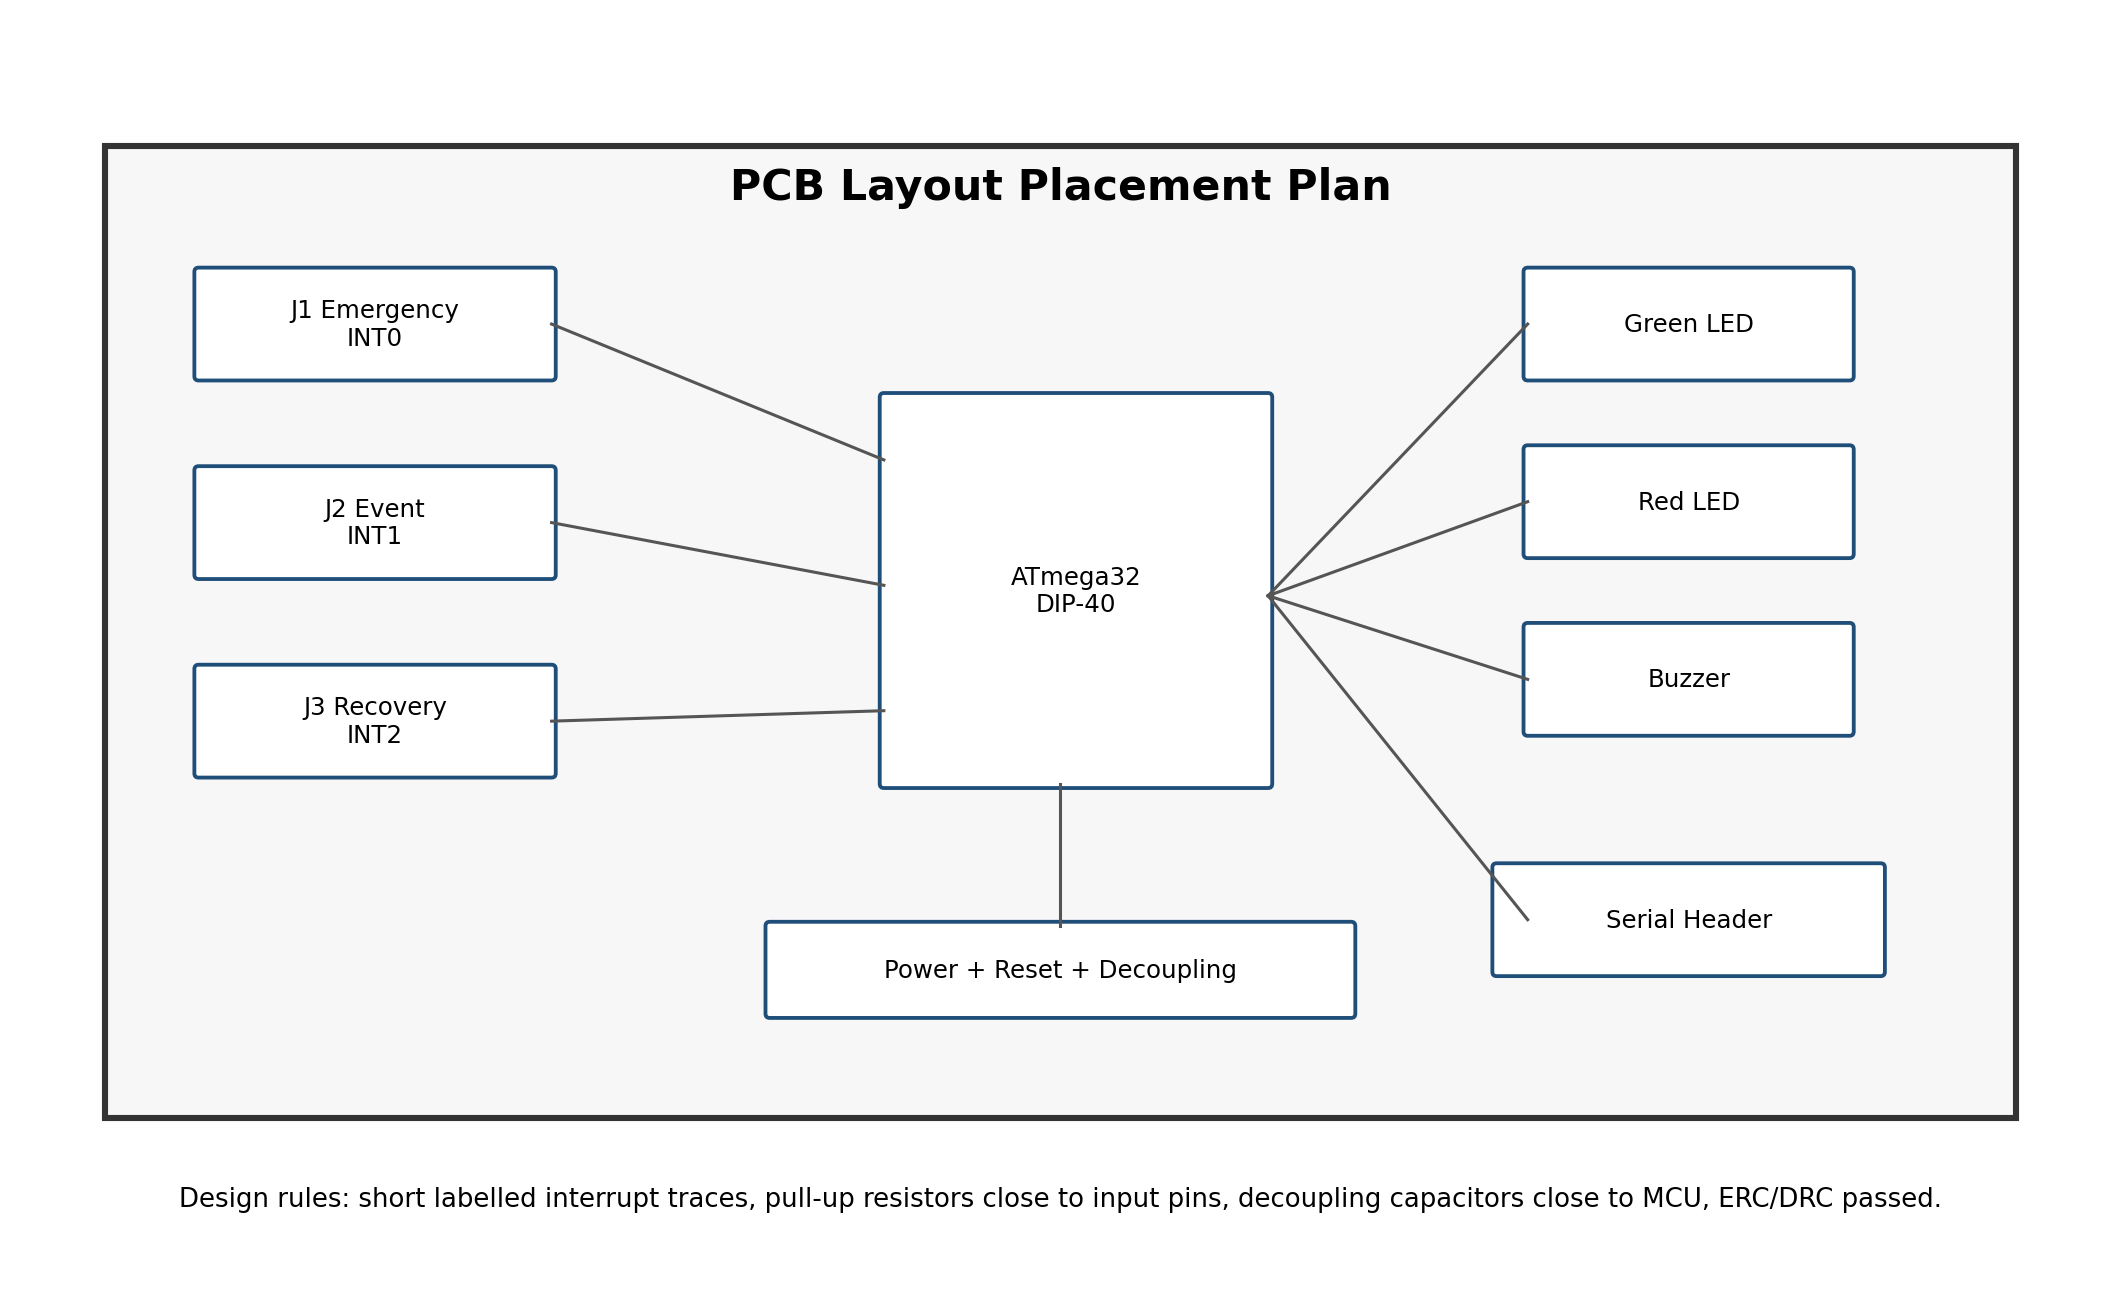 PCB Layout Placement Plan
J1 Emergency
INT0
Green LED
J2 Event
INT1
Red LED
ATmega32
DIP-40
J3 Recovery
INT2
Buzzer
Serial Header
Power + Reset + Decoupling
Design rules: short labelled interrupt traces, pull-up resistors close to input pins, decoupling capacitors close to MCU, ERC/DRC passed.